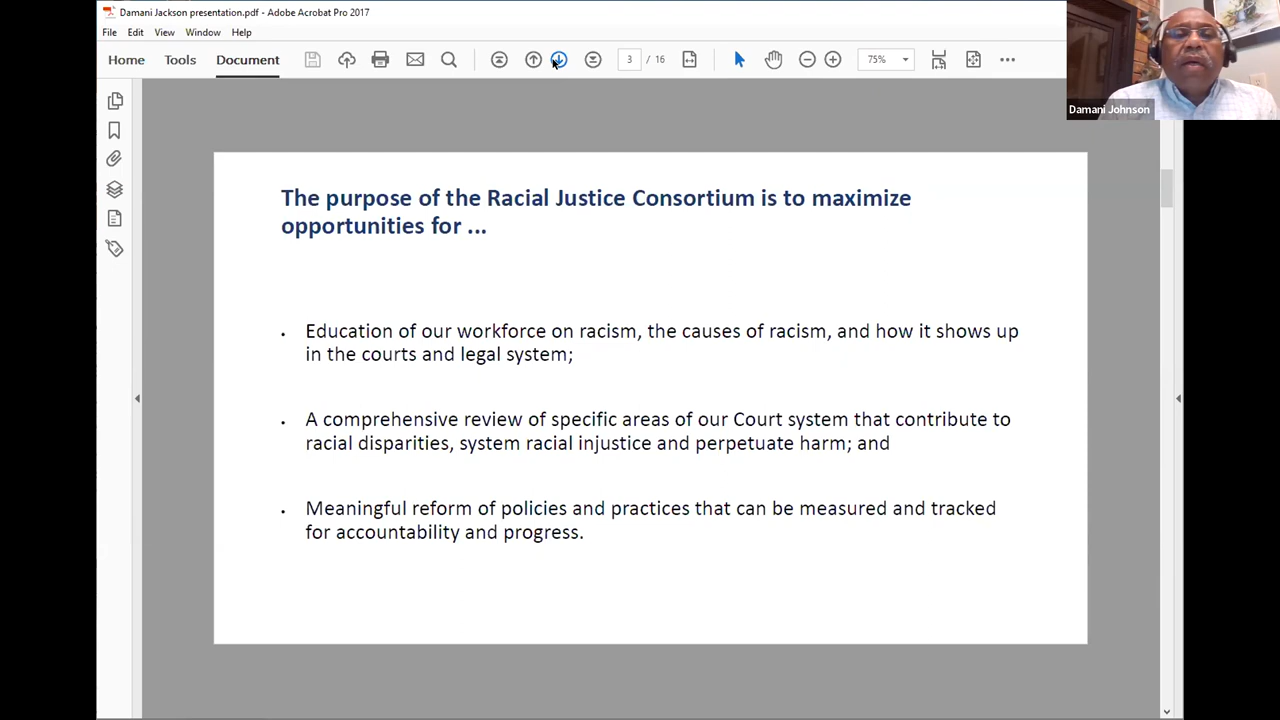 Damani Jackson presentation.pdf - Adobe Acrobat Pro 2017
File Edit View Window Help
Home Tools Document 3 / 16 75%
Damani Johnson
The purpose of the Racial Justice Consortium is to maximize
opportunities for ...
• Education of our workforce on racism, the causes of racism, and how it shows up
in the courts and legal system;
• A comprehensive review of specific areas of our Court system that contribute to
racial disparities, system racial injustice and perpetuate harm; and
• Meaningful reform of policies and practices that can be measured and tracked
for accountability and progress.